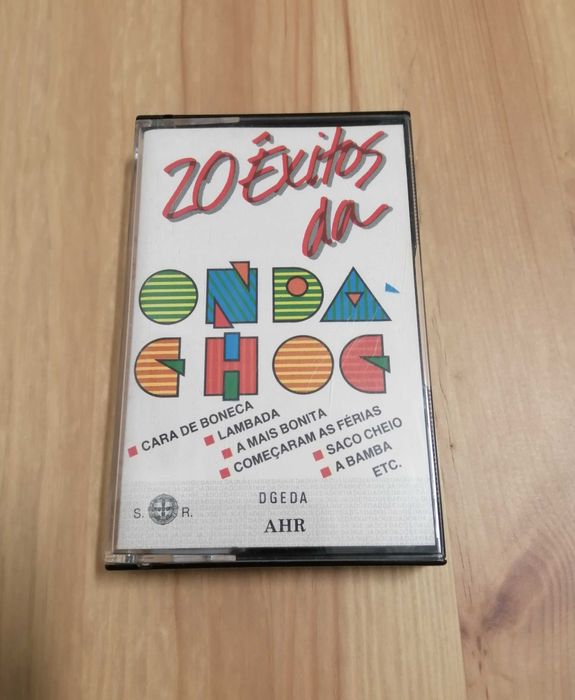 20 Êxitos
da
ONDA
CHOC
CARA DE BONECA
LAMBADA
A MAIS BONITA
COMEÇARAM AS FÉRIAS
SACO CHEIO
A BAMBA
ETC.
DGEDA
S. R.
AHR